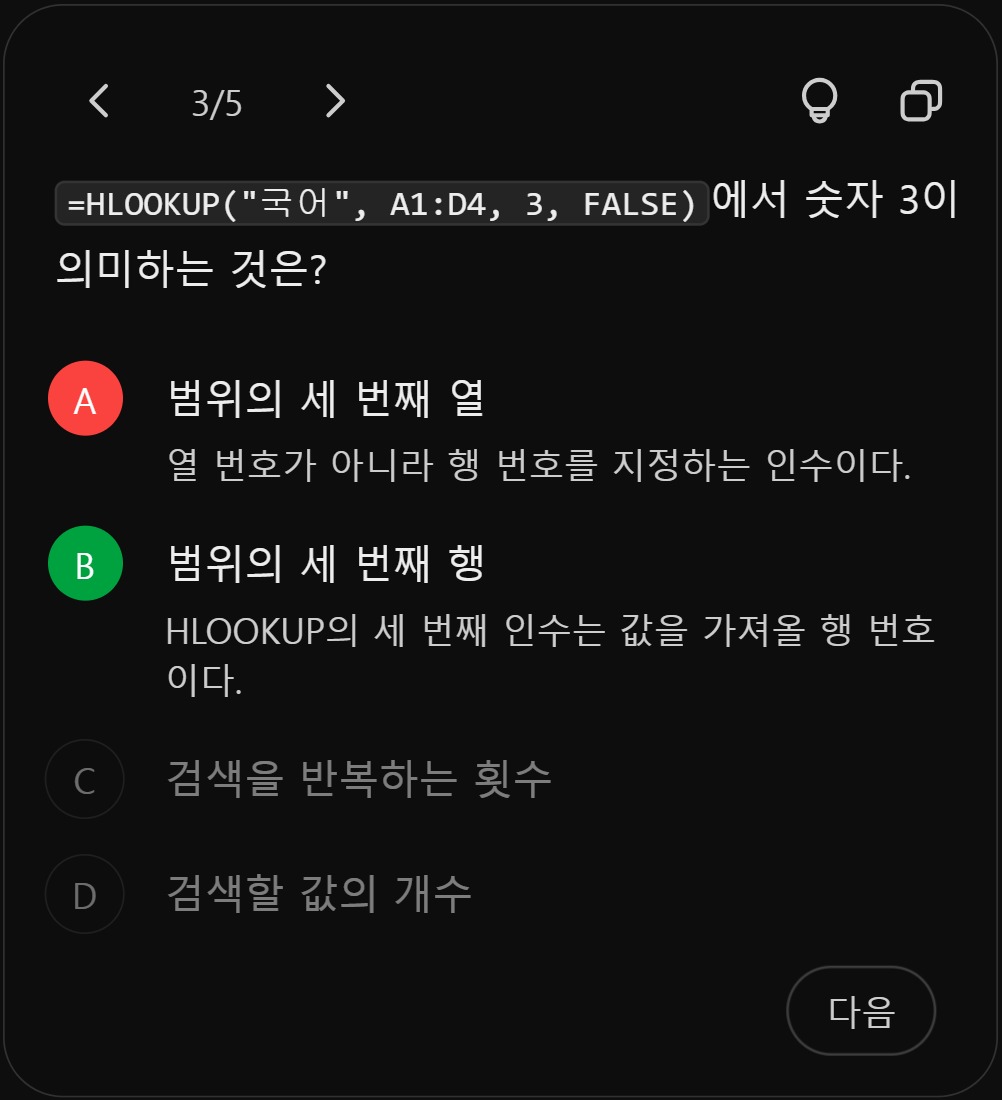 3/5
=HLOOKUP("국어", A1:D4, 3, FALSE)에서 숫자 3이
의미하는 것은?
A 범위의 세 번째 열
열 번호가 아니라 행 번호를 지정하는 인수이다.
B 범위의 세 번째 행
HLOOKUP의 세 번째 인수는 값을 가져올 행 번호
이다.
C 검색을 반복하는 횟수
D 검색할 값의 개수
다음